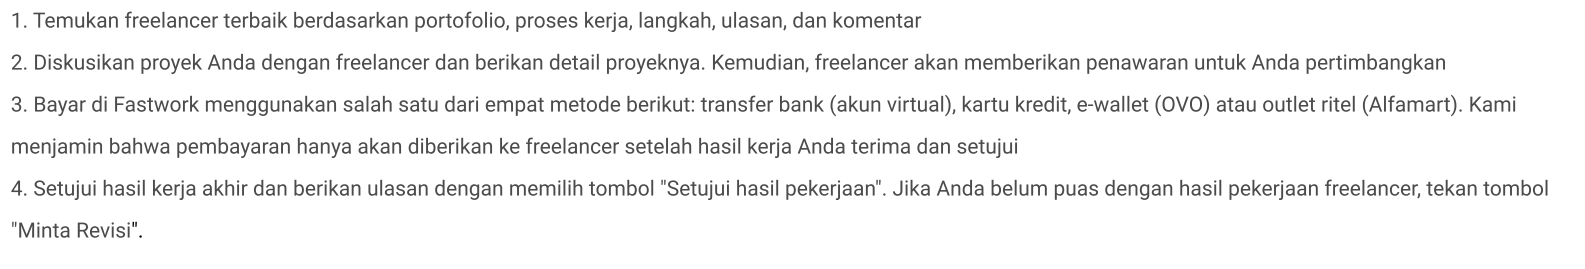 1. Temukan freelancer terbaik berdasarkan portofolio, proses kerja, langkah, ulasan, dan komentar
2. Diskusikan proyek Anda dengan freelancer dan berikan detail proyeknya. Kemudian, freelancer akan memberikan penawaran untuk Anda pertimbangkan
3. Bayar di Fastwork menggunakan salah satu dari empat metode berikut: transfer bank (akun virtual), kartu kredit, e-wallet (OVO) atau outlet ritel (Alfamart). Kami
menjamin bahwa pembayaran hanya akan diberikan ke freelancer setelah hasil kerja Anda terima dan setujui
4. Setujui hasil kerja akhir dan berikan ulasan dengan memilih tombol "Setujui hasil pekerjaan". Jika Anda belum puas dengan hasil pekerjaan freelancer, tekan tombol
"Minta Revisi".